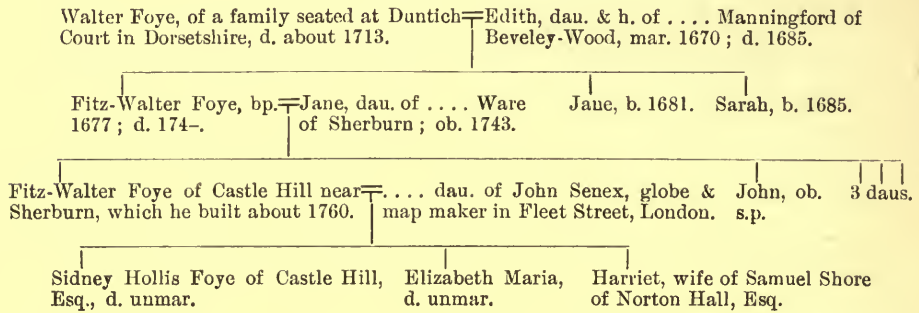 Walter Foye, of a family seated at Duntich Court in Dorsetshire, d. about 1713.
Edith, dau. & h. of .... Manningford of Beveley-Wood, mar. 1670; d. 1685.
Fitz-Walter Foye, bp. 1677; d. 174-.
Jane, dau. of .... Ware of Sherburn; ob. 1743.
Jane, b. 1681.
Sarah, b. 1685.
Fitz-Walter Foye of Castle Hill near Sherburn, which he built about 1760.
.... dau. of John Senex, globe & map maker in Fleet Street, London.
John, ob. s.p.
3 daus.
Sidney Hollis Foye of Castle Hill, Esq., d. unmar.
Elizabeth Maria, d. unmar.
Harriet, wife of Samuel Shore of Norton Hall, Esq.